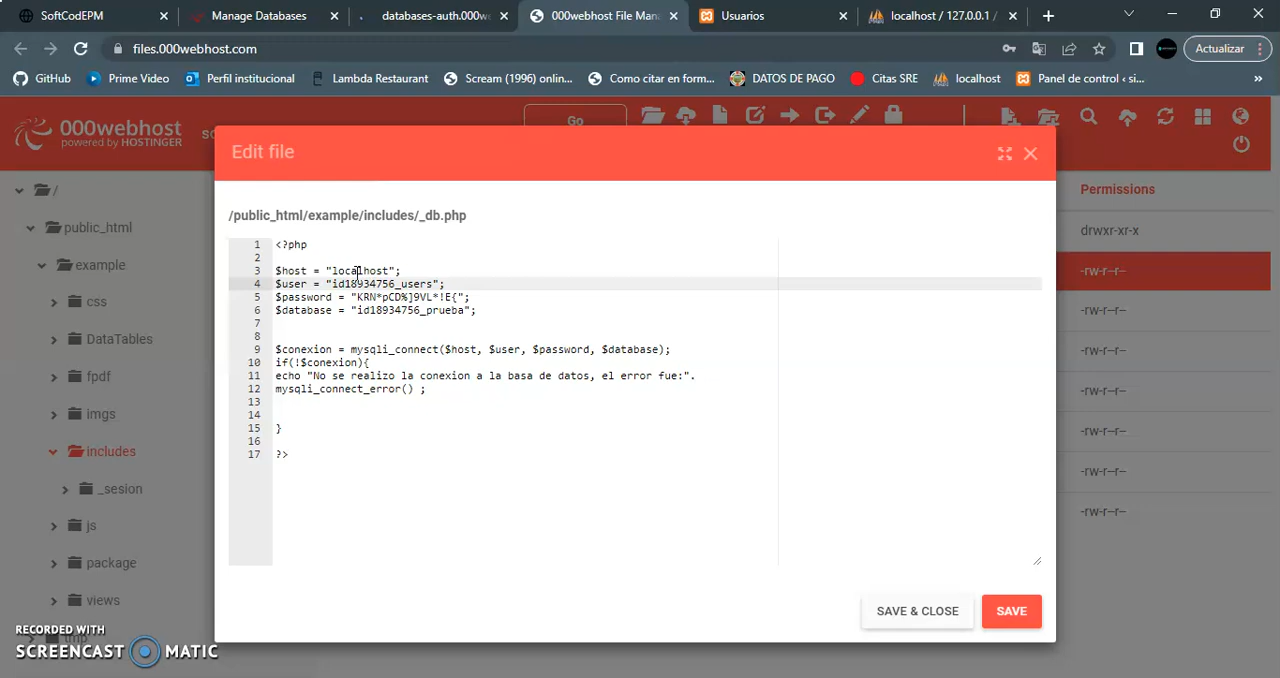 SoftCodEPM
Manage Databases
databases-auth.000w
000webhost File Man
Usuarios
localhost / 127.0.0.1 /
files.000webhost.com
Actualizar
GitHub
Prime Video
Perfil institucional
Lambda Restaurant
Scream (1996) onlin...
Como citar en form...
DATOS DE PAGO
Citas SRE
localhost
Panel de control ‹ si...
»
000webhost
powered by HOSTINGER
Go
Edit file
/public_html/example/includes/_db.php
/
public_html
example
css
DataTables
fpdf
imgs
includes
_sesion
js
package
views
tmp
1 <?php
2
3 $host = "localhost";
4 $user = "id18934756_users";
5 $password = "KRN*pCD%]9VL*!E{";
6 $database = "id18934756_prueba";
7
8
9 $conexion = mysqli_connect($host, $user, $password, $database);
10 if(!$conexion){
11 echo "No se realizo la conexion a la basa de datos, el error fue:".
12 mysqli_connect_error() ;
13
14
15 }
16
17 ?>
SAVE & CLOSE
SAVE
Permissions
drwxr-xr-x
-rw-r--r--
-rw-r--r--
-rw-r--r--
-rw-r--r--
-rw-r--r--
-rw-r--r--
-rw-r--r--
RECORDED WITH
SCREENCAST MATIC